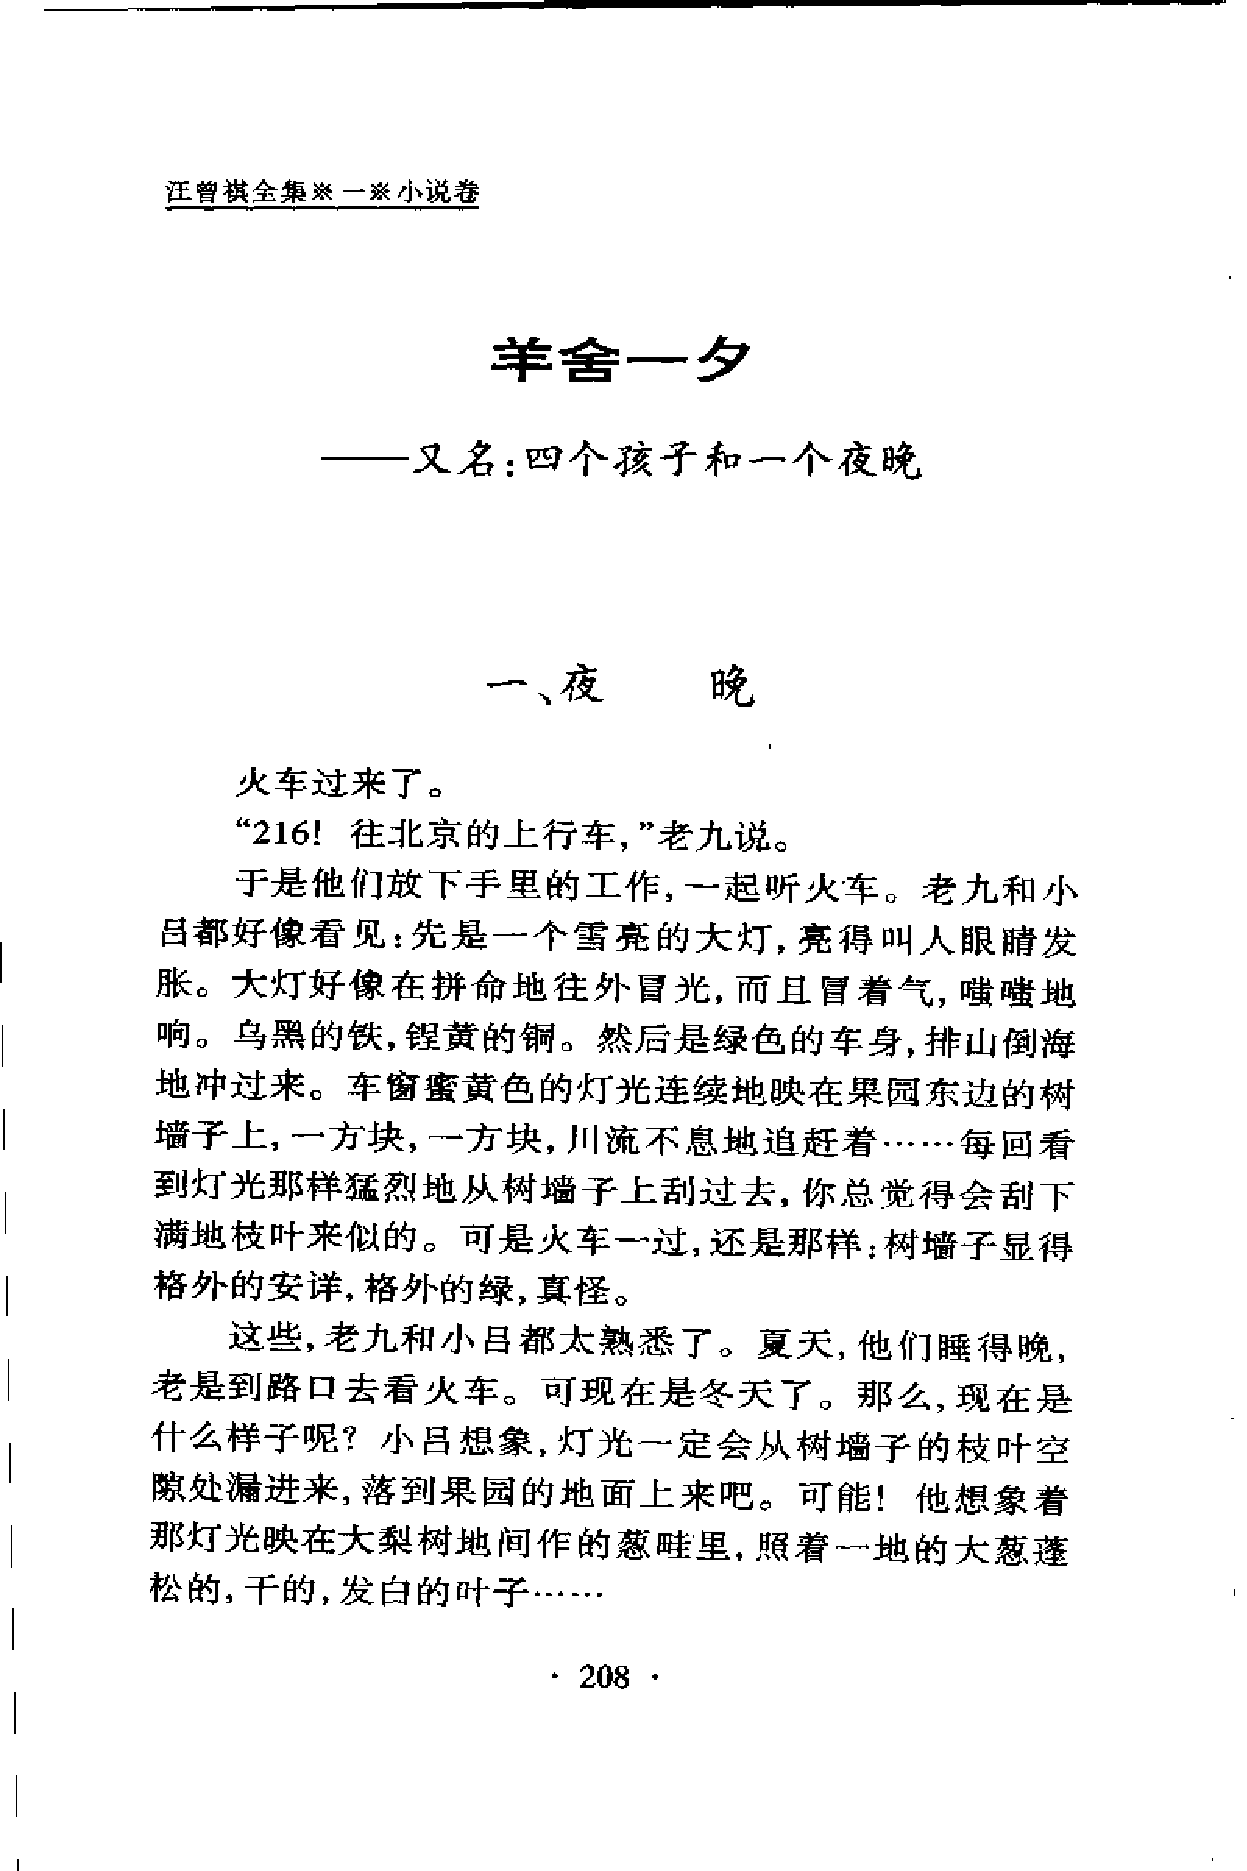 汪曾祺全集※一※小说卷
羊舍一夕
——又名:四个孩子和一个夜晚
一、夜 晚
火车过来了。
“216! 往北京的上行车,”老九说。
于是他们放下手里的工作,一起听火车。老九和小
吕都好像看见:先是一个雪亮的大灯,亮得叫人眼睛发
胀。大灯好像在拼命地往外冒光,而且冒着气,嗤嗤地
响。乌黑的铁,锃黄的铜。然后是绿色的车身,排山倒海
地冲过来。车窗蜜黄色的灯光连续地映在果园东边的树
墙子上,一方块,一方块,川流不息地追赶着……每回看
到灯光那样猛烈地从树墙子上刮过去,你总觉得会刮下
满地枝叶来似的。可是火车一过,还是那样:树墙子显得
格外的安详,格外的绿,真怪。
这些,老九和小吕都太熟悉了。夏天,他们睡得晚,
老是到路口去看火车。可现在是冬天了。那么,现在是
什么样子呢? 小吕想象,灯光一定会从树墙子的枝叶空
隙处漏进来,落到果园的地面上来吧。可能! 他想象着
那灯光映在大梨树地间作的葱畦里,照着一地的大葱蓬
松的,干的,发白的叶子……
· 208 ·